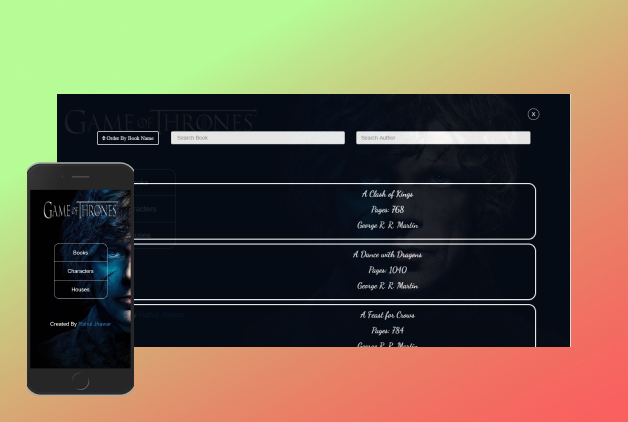 GAME OF THRONES
X
Order By Book Name
Search Book
Search Author
A Clash of Kings
Pages: 768
George R. R. Martin
A Dance with Dragons
Pages: 1040
George R. R. Martin
A Feast for Crows
Pages: 784
George R. R. Martin
GAME OF THRONES
Books
Characters
Houses
Created By Rahul Jhawar